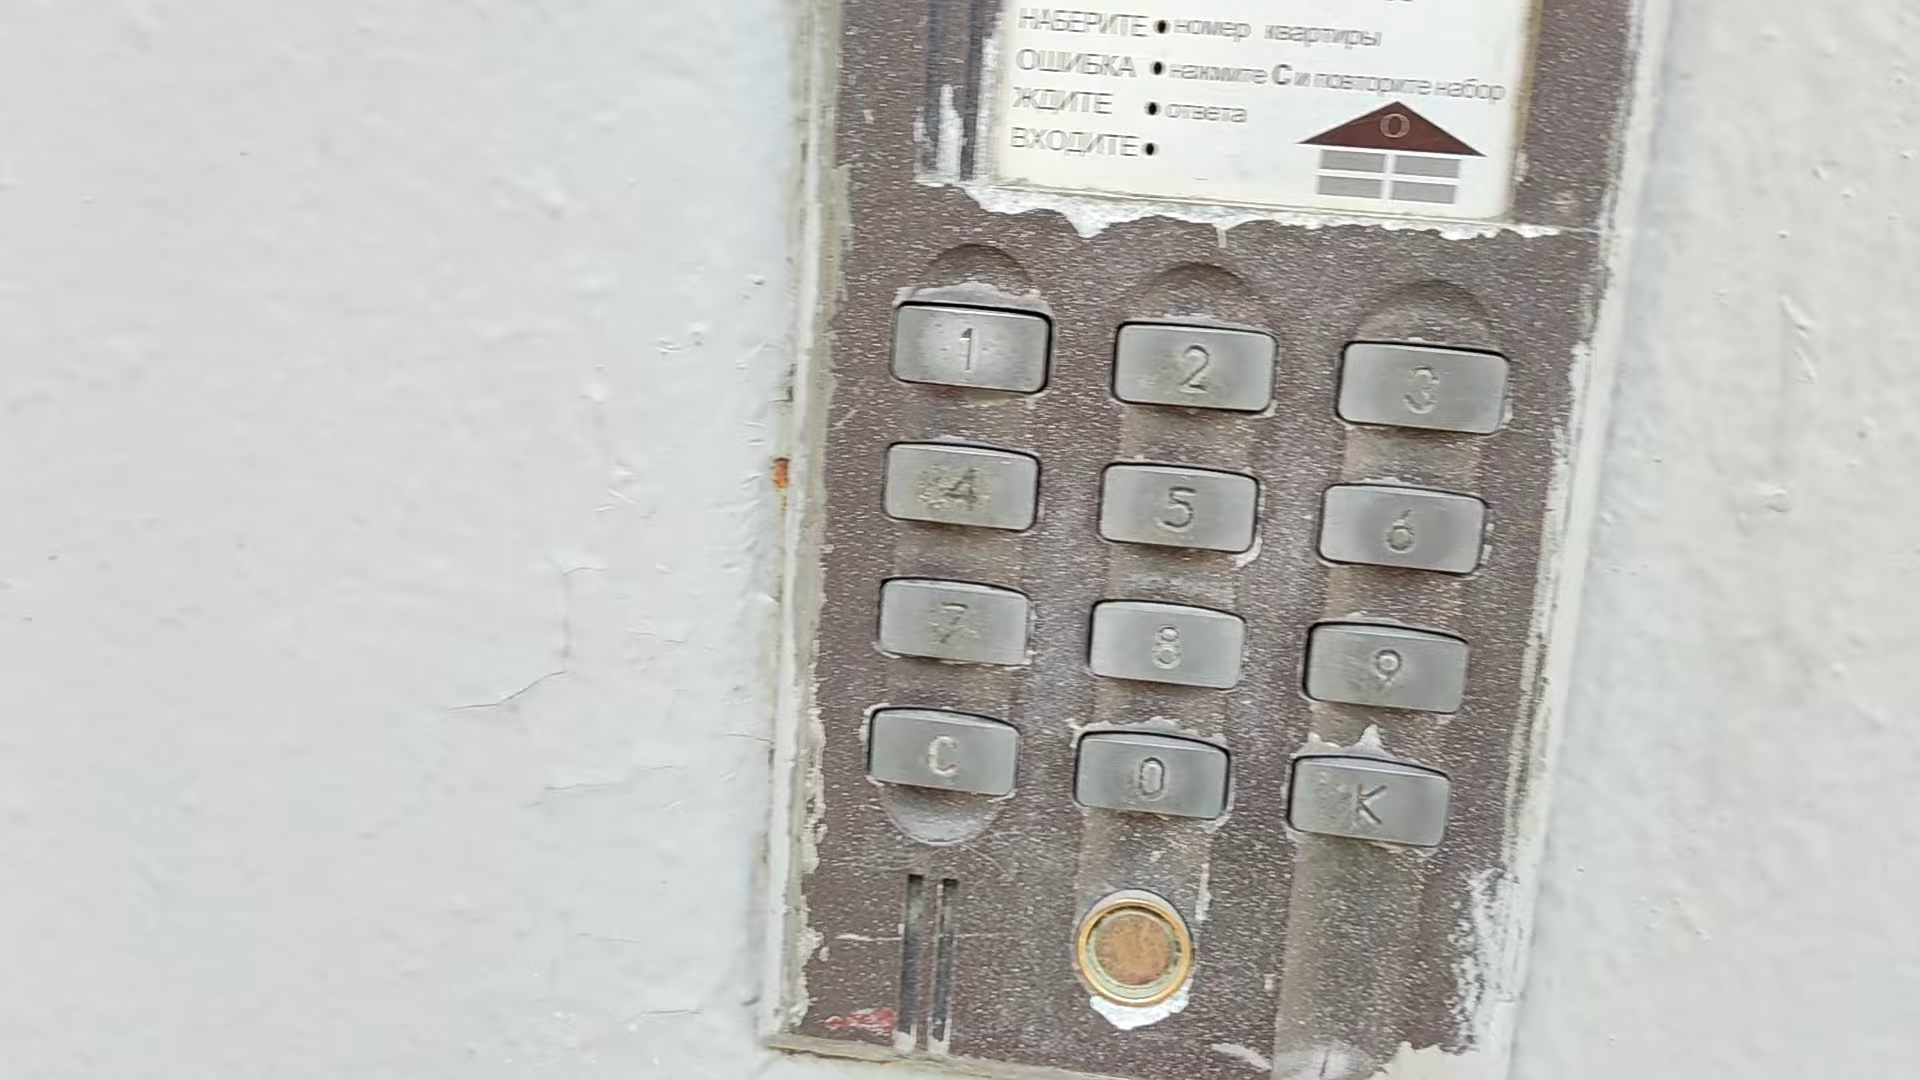 НАБЕРИТЕ • номер квартиры
ОШИБКА • нажмите С и повторите набор
ЖДИТЕ • ответа
ВХОДИТЕ •
1 2 3
4 5 6
7 8 9
C 0 K